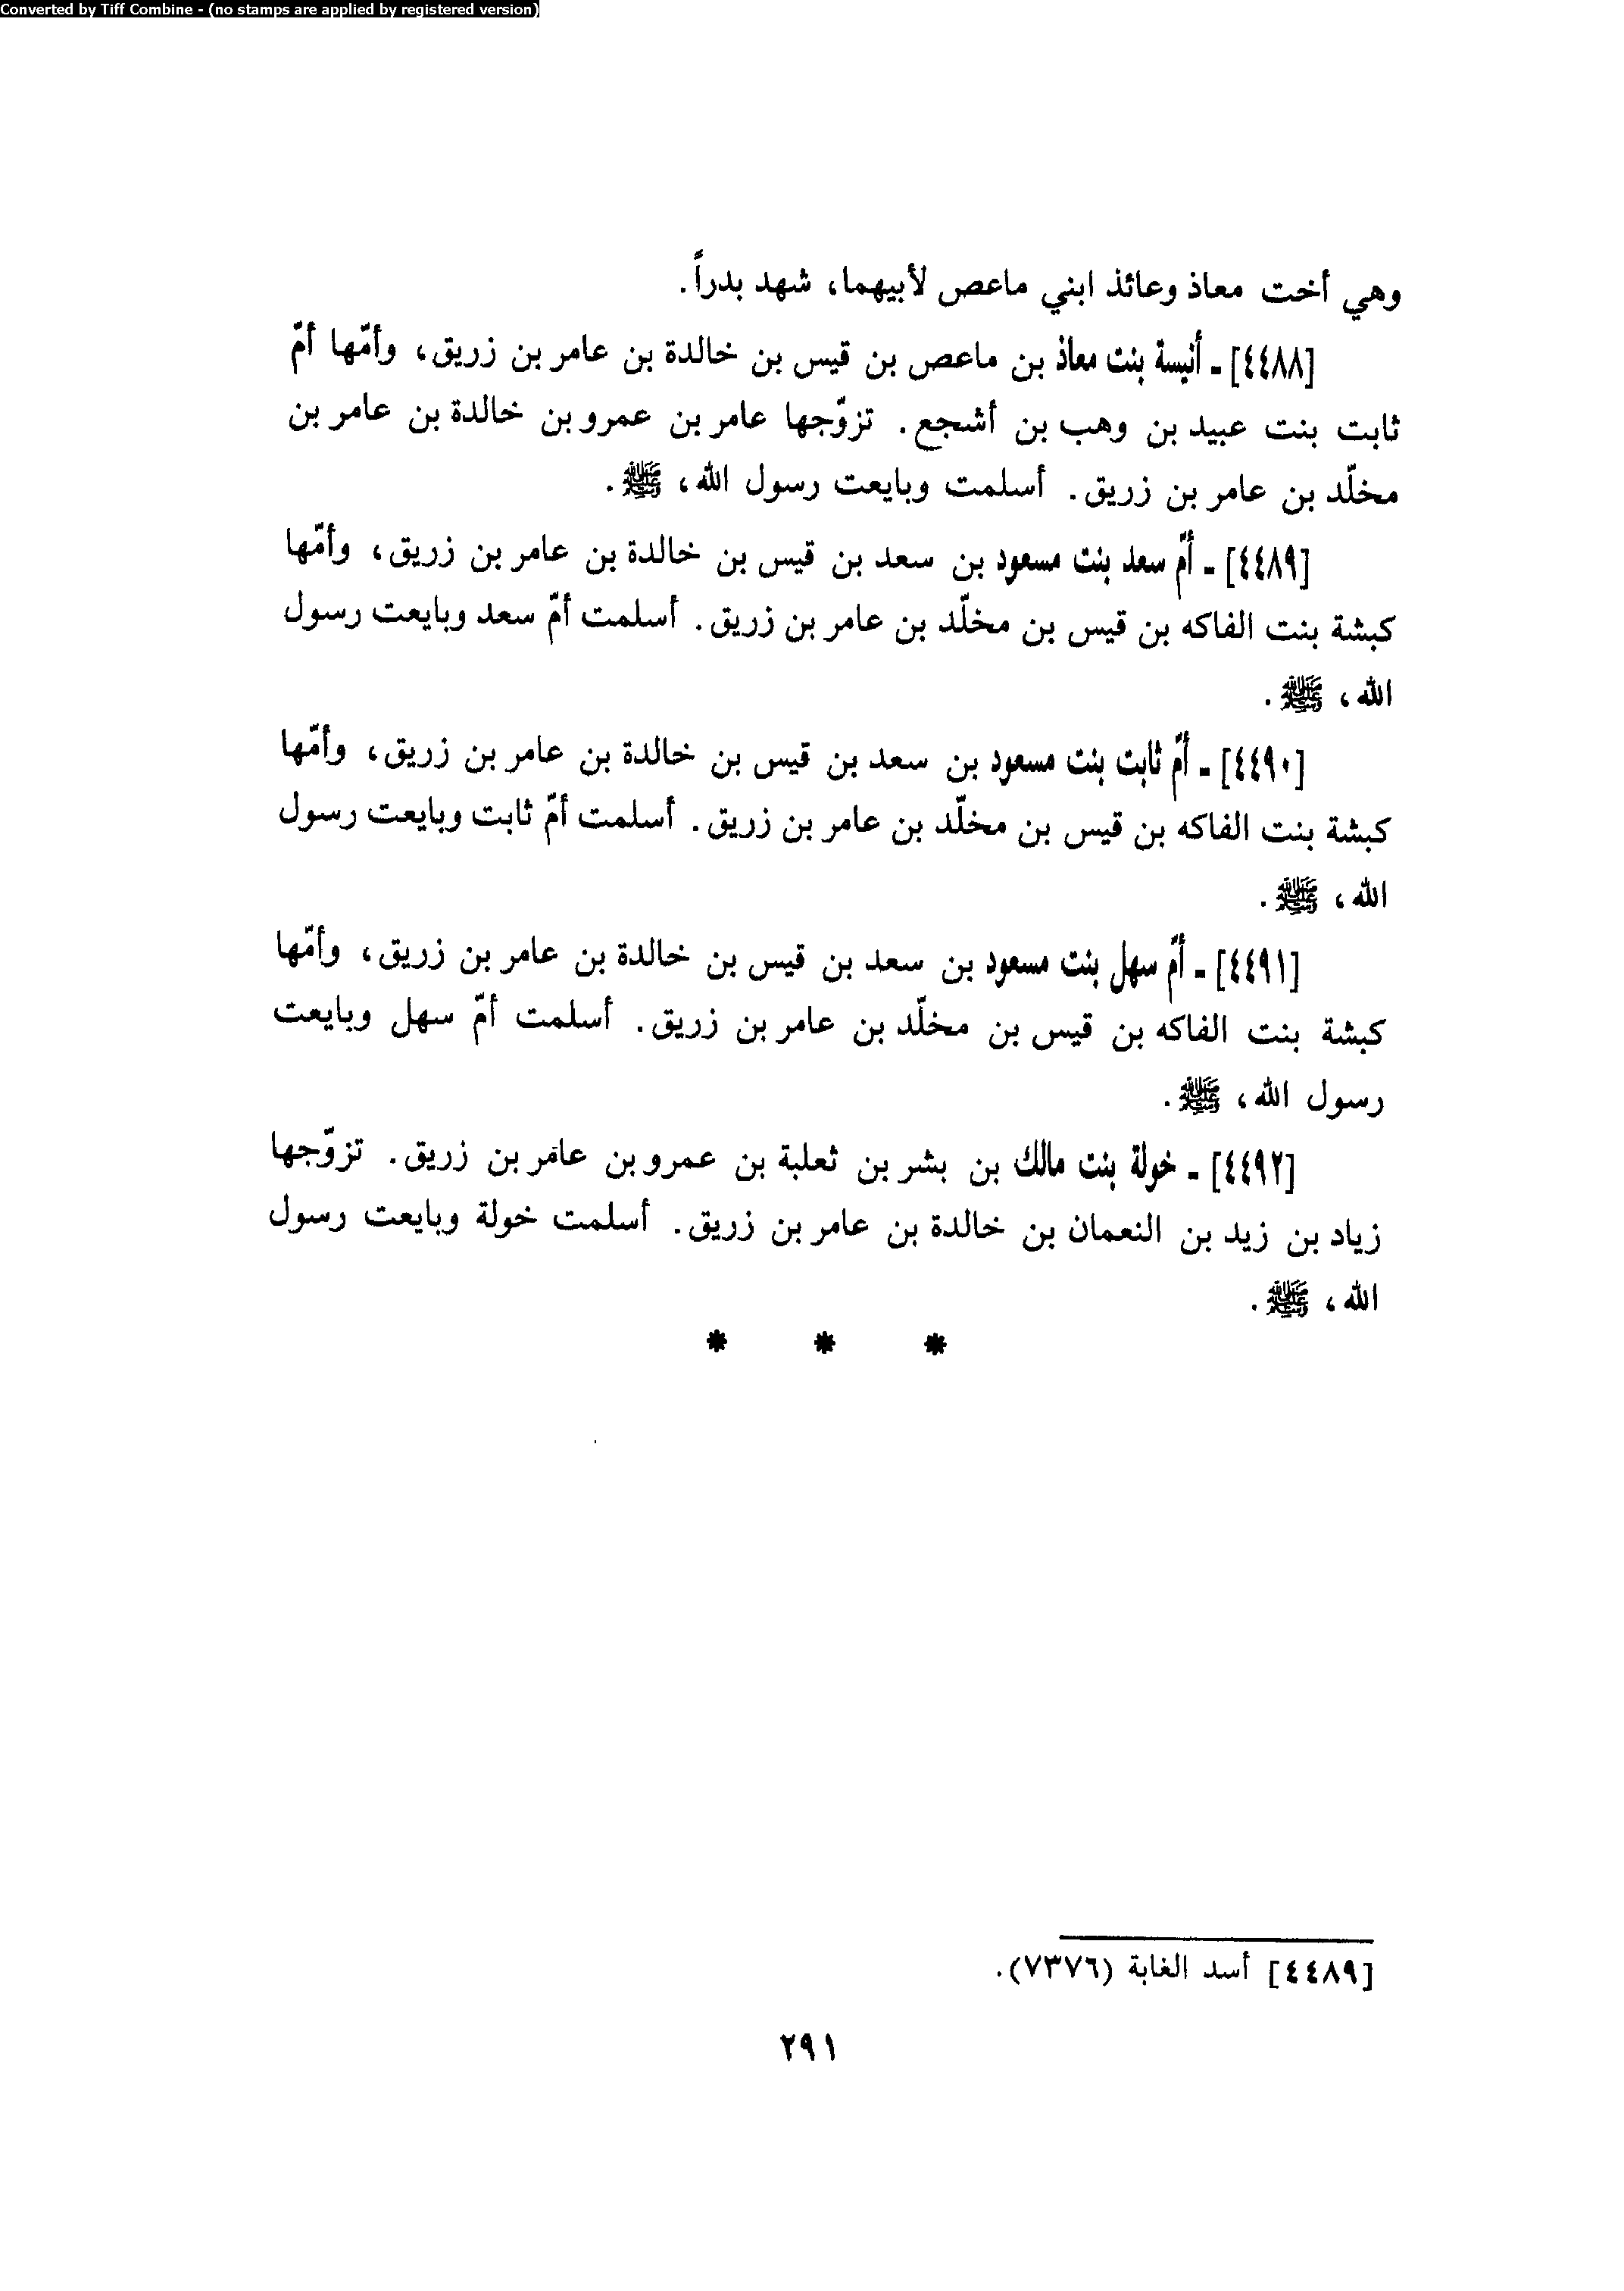 Converted by Tiff Combine - (no stamps are applied by registered version)
وهي أخت معاذ وعائذ ابني ماعص لأبيهما، شهد بدراً.
[٤٤٨٨] - أنيسة بنت معاذ بن ماعص بن قيس بن خالدة بن عامر بن زريق، وأمّها أمّ
ثابت بنت عبيد بن وهب بن أشجع. تزوّجها عامر بن عمرو بن خالدة بن عامر بن
مخلّد بن عامر بن زريق. أسلمت وبايعت رسول الله، ﷺ.
[٤٤٨٩] - أمّ سعد بنت مسعود بن سعد بن قيس بن خالدة بن عامر بن زريق، وأمّها
كبشة بنت الفاكه بن قيس بن مخلّد بن عامر بن زريق. أسلمت أمّ سعد وبايعت رسول
الله، ﷺ.
[٤٤٩٠] - أمّ ثابت بنت مسعود بن سعد بن قيس بن خالدة بن عامر بن زريق، وأمّها
كبشة بنت الفاكه بن قيس بن مخلّد بن عامر بن زريق. أسلمت أمّ ثابت وبايعت رسول
الله، ﷺ.
[٤٤٩١] - أمّ سهل بنت مسعود بن سعد بن قيس بن خالدة بن عامر بن زريق، وأمّها
كبشة بنت الفاكه بن قيس بن مخلّد بن عامر بن زريق. أسلمت أمّ سهل وبايعت
رسول الله، ﷺ.
[٤٤٩٢] - خولة بنت مالك بن بشر بن ثعلبة بن عمرو بن عامر بن زريق. تزوّجها
زياد بن زيد بن النعمان بن خالدة بن عامر بن زريق. أسلمت خولة وبايعت رسول
الله، ﷺ.
* * *
[٤٤٨٩] أسد الغابة (٧٣٧٦).
٢٩١